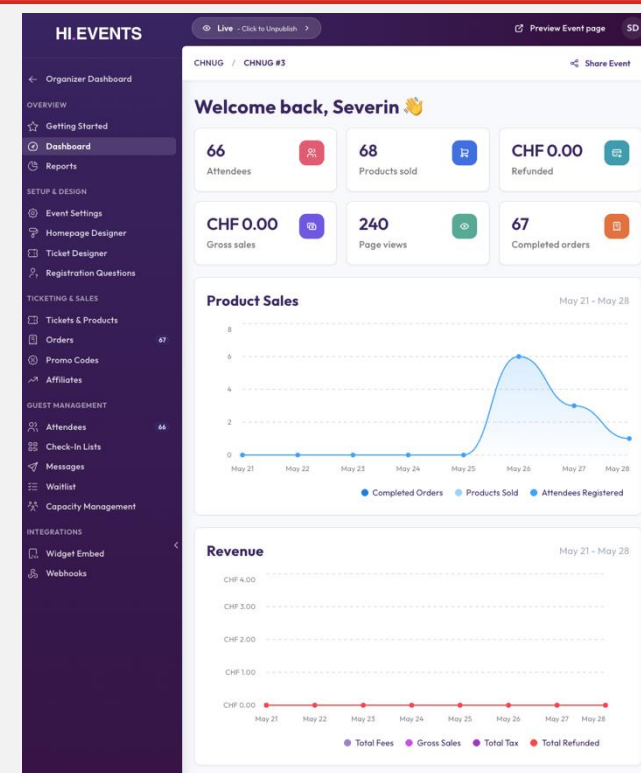 HI.EVENTS
Live - Click to Unpublish
Preview Event page
SD
Organizer Dashboard
OVERVIEW
Getting Started
Dashboard
Reports
SETUP & DESIGN
Event Settings
Homepage Designer
Ticket Designer
Registration Questions
TICKETING & SALES
Tickets & Products
Orders 67
Promo Codes
Affiliates
GUEST MANAGEMENT
Attendees 66
Check-In Lists
Messages
Waitlist
Capacity Management
INTEGRATIONS
Widget Embed
Webhooks
CHNUG / CHNUG #3
Share Event
Welcome back, Severin 👋
66
Attendees
68
Products sold
CHF 0.00
Refunded
CHF 0.00
Gross sales
240
Page views
67
Completed orders
Product Sales
May 21 - May 28
8
6
4
2
0
May 21 May 22 May 23 May 24 May 25 May 26 May 27 May 28
Completed Orders Products Sold Attendees Registered
Revenue
May 21 - May 28
CHF 4.00
CHF 3.00
CHF 2.00
CHF 1.00
CHF 0.00
May 21 May 22 May 23 May 24 May 25 May 26 May 27 May 28
Total Fees Gross Sales Total Tax Total Refunded